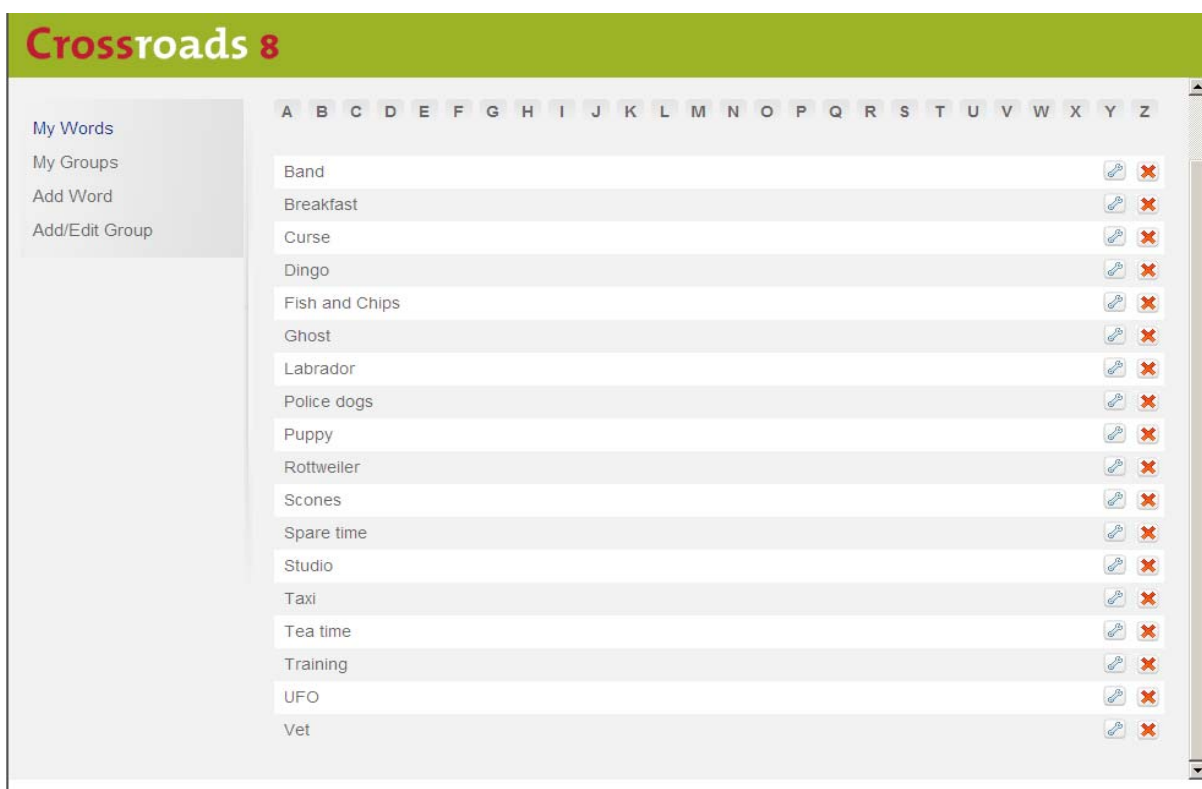 Crossroads 8
My Words
My Groups
Add Word
Add/Edit Group
A B C D E F G H I J K L M N O P Q R S T U V W X Y Z
Band
Breakfast
Curse
Dingo
Fish and Chips
Ghost
Labrador
Police dogs
Puppy
Rottweiler
Scones
Spare time
Studio
Taxi
Tea time
Training
UFO
Vet